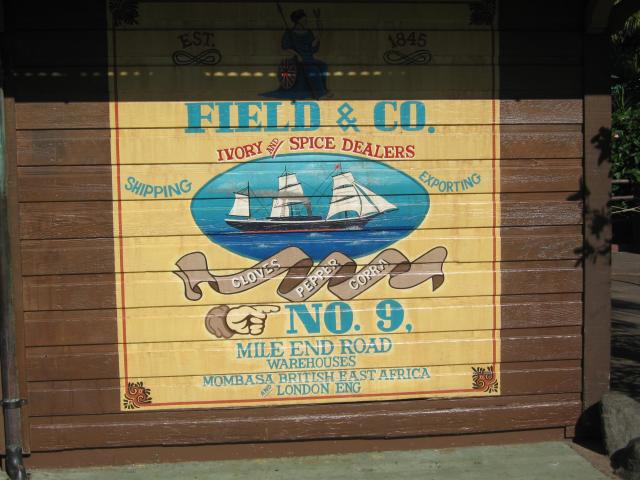 EST. 1845
FIELD & CO.
IVORY AND SPICE DEALERS
SHIPPING
EXPORTING
CLOVES PEPPER COPRA
NO. 9,
MILE END ROAD
WAREHOUSES
MOMBASA BRITISH EAST AFRICA
AND LONDON ENG